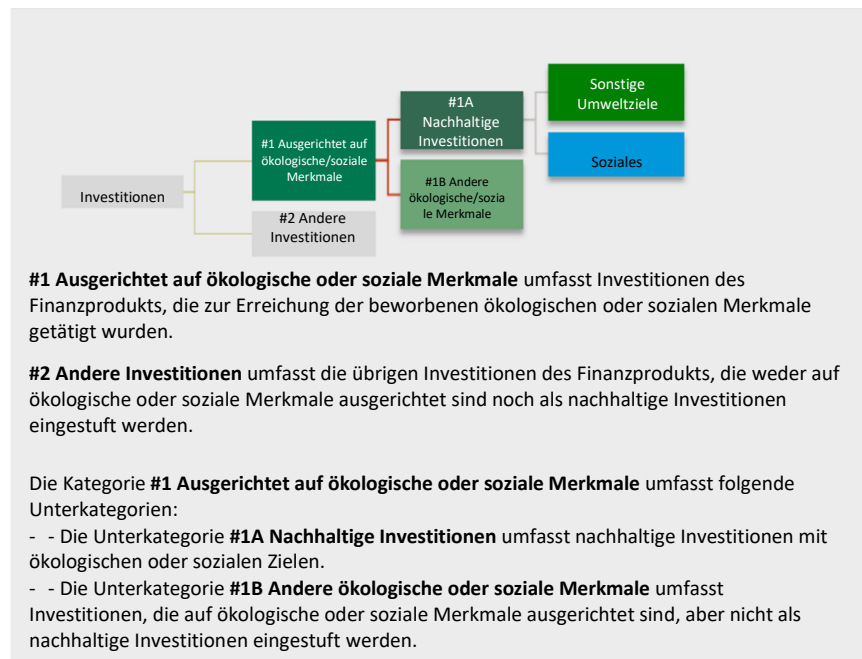 Sonstige
Umweltziele
#1A
Nachhaltige
Investitionen
#1 Ausgerichtet auf
ökologische/soziale
Merkmale
Soziales
#1B Andere
ökologische/sozia
le Merkmale
Investitionen
#2 Andere
Investitionen
#1 Ausgerichtet auf ökologische oder soziale Merkmale umfasst Investitionen des
Finanzprodukts, die zur Erreichung der beworbenen ökologischen oder sozialen Merkmale
getätigt wurden.
#2 Andere Investitionen umfasst die übrigen Investitionen des Finanzprodukts, die weder auf
ökologische oder soziale Merkmale ausgerichtet sind noch als nachhaltige Investitionen
eingestuft werden.
Die Kategorie #1 Ausgerichtet auf ökologische oder soziale Merkmale umfasst folgende
Unterkategorien:
- - Die Unterkategorie #1A Nachhaltige Investitionen umfasst nachhaltige Investitionen mit
ökologischen oder sozialen Zielen.
- - Die Unterkategorie #1B Andere ökologische oder soziale Merkmale umfasst
Investitionen, die auf ökologische oder soziale Merkmale ausgerichtet sind, aber nicht als
nachhaltige Investitionen eingestuft werden.